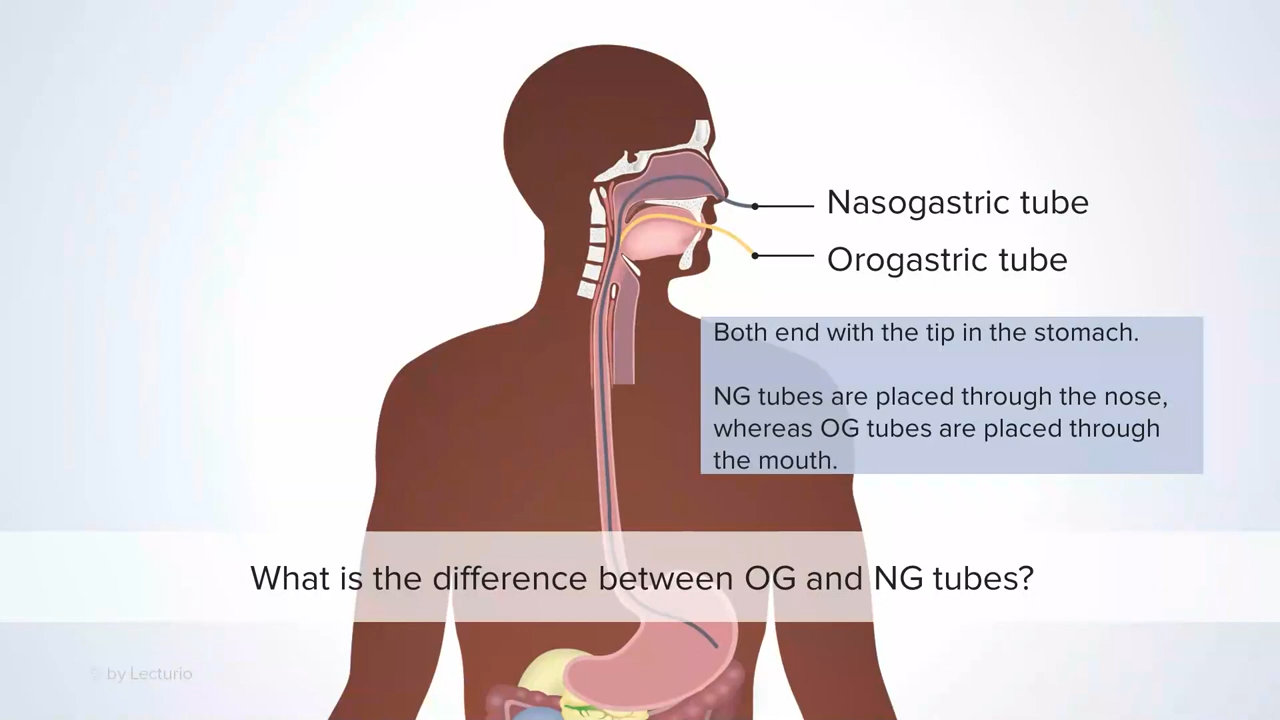 Nasogastric tube
Orogastric tube
Both end with the tip in the stomach.
NG tubes are placed through the nose,
whereas OG tubes are placed through
the mouth.
What is the difference between OG and NG tubes?
© by Lecturio